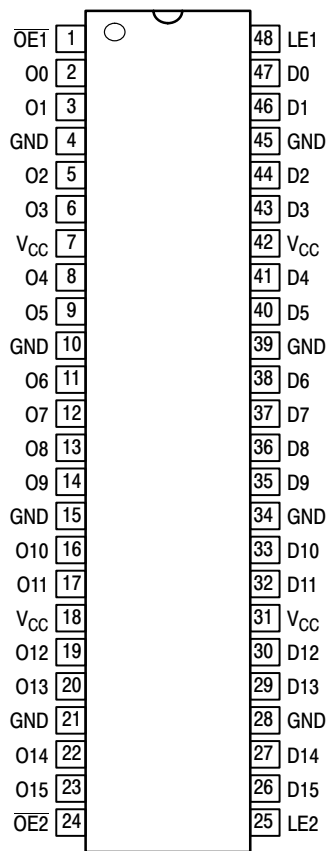 O̅E̅1̅ 1 48 LE1
O0 2 47 D0
O1 3 46 D1
GND 4 45 GND
O2 5 44 D2
O3 6 43 D3
VCC 7 42 VCC
O4 8 41 D4
O5 9 40 D5
GND 10 39 GND
O6 11 38 D6
O7 12 37 D7
O8 13 36 D8
O9 14 35 D9
GND 15 34 GND
O10 16 33 D10
O11 17 32 D11
VCC 18 31 VCC
O12 19 30 D12
O13 20 29 D13
GND 21 28 GND
O14 22 27 D14
O15 23 26 D15
O̅E̅2̅ 24 25 LE2